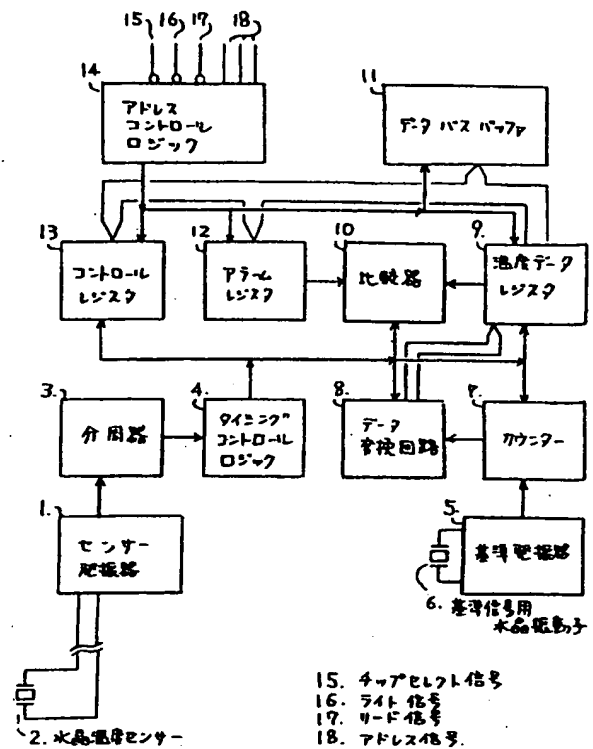 15 16 17 18
14
アドレス
コントロール
ロジック
11
データ バス バッファ
13
コントロール
レジスタ
12
アラーム
レジスタ
10
比較器
9.
温度データ
レジスタ
3.
分周器
4.
タイミング
コントロール
ロジック
8.
データ
変換回路
7.
カウンター
1.
センサー
発振器
5.
基準発振器
6. 基準信号用
水晶振動子
2. 水晶温度センサー
15. チップセレクト信号
16. ライト信号
17. リード信号
18. アドレス信号.